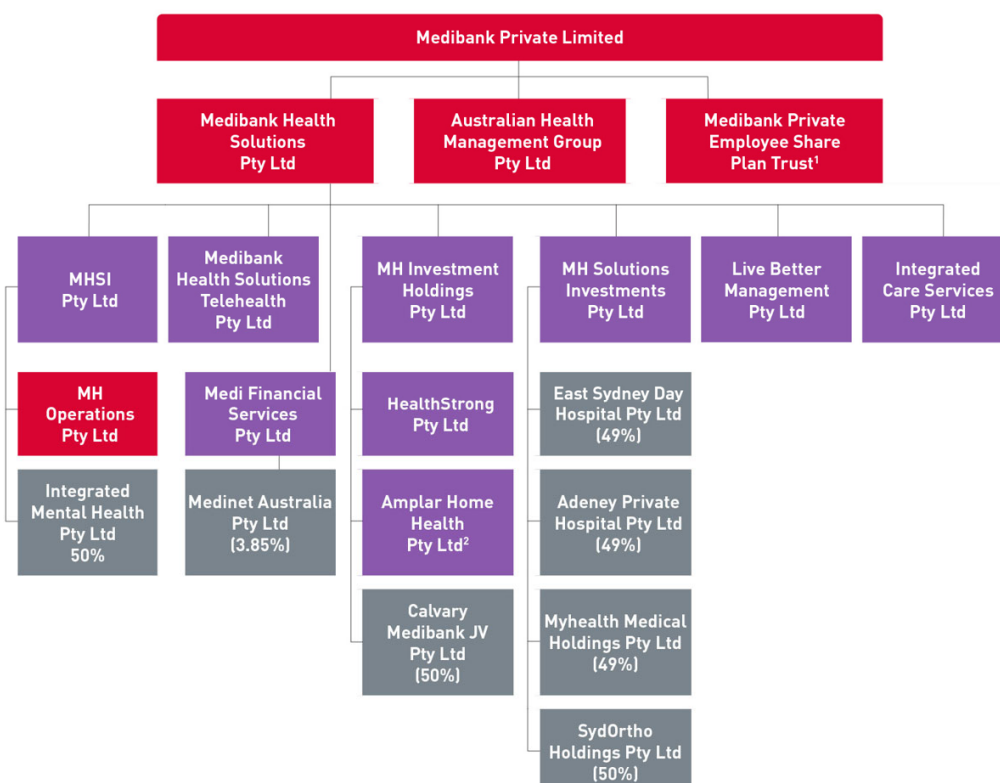 Medibank Private Limited
Medibank Health
Solutions
Pty Ltd
Australian Health
Management Group
Pty Ltd
Medibank Private
Employee Share
Plan Trust¹
MHSI
Pty Ltd
Medibank
Health Solutions
Telehealth
Pty Ltd
MH Investment
Holdings
Pty Ltd
MH Solutions
Investments
Pty Ltd
Live Better
Management
Pty Ltd
Integrated
Care Services
Pty Ltd
MH
Operations
Pty Ltd
Medi Financial
Services
Pty Ltd
HealthStrong
Pty Ltd
East Sydney Day
Hospital Pty Ltd
(49%)
Integrated
Mental Health
Pty Ltd
50%
Medinet Australia
Pty Ltd
(3.85%)
Amplar Home
Health
Pty Ltd²
Adeney Private
Hospital Pty Ltd
(49%)
Calvary
Medibank JV
Pty Ltd
(50%)
Myhealth Medical
Holdings Pty Ltd
(49%)
SydOrtho
Holdings Pty Ltd
(50%)